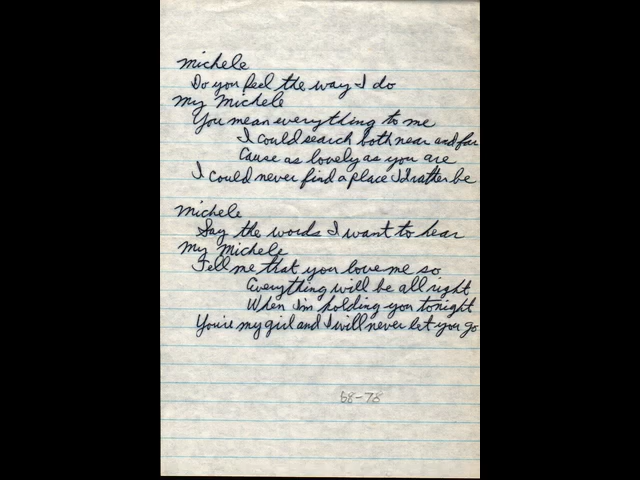 Michele
Do you feel the way I do
My Michele
You mean everything to me
I could search both near and far
Cause as lovely as you are
I could never find a place I'd rather be
Michele
Say the words I want to hear
My Michele
Tell me that you love me so
Everything will be all right
When I'm holding you tonight
You're my girl and I will never let you go
68-78